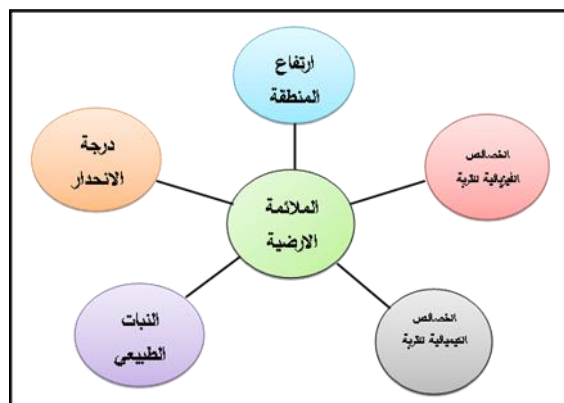 ارتفاع
المنطقة
الخصائص
الفيزيائية للتربة
درجة
الانحدار
الملائمة
الارضية
الخصائص
الكيميائية للتربة
النبات
الطبيعي